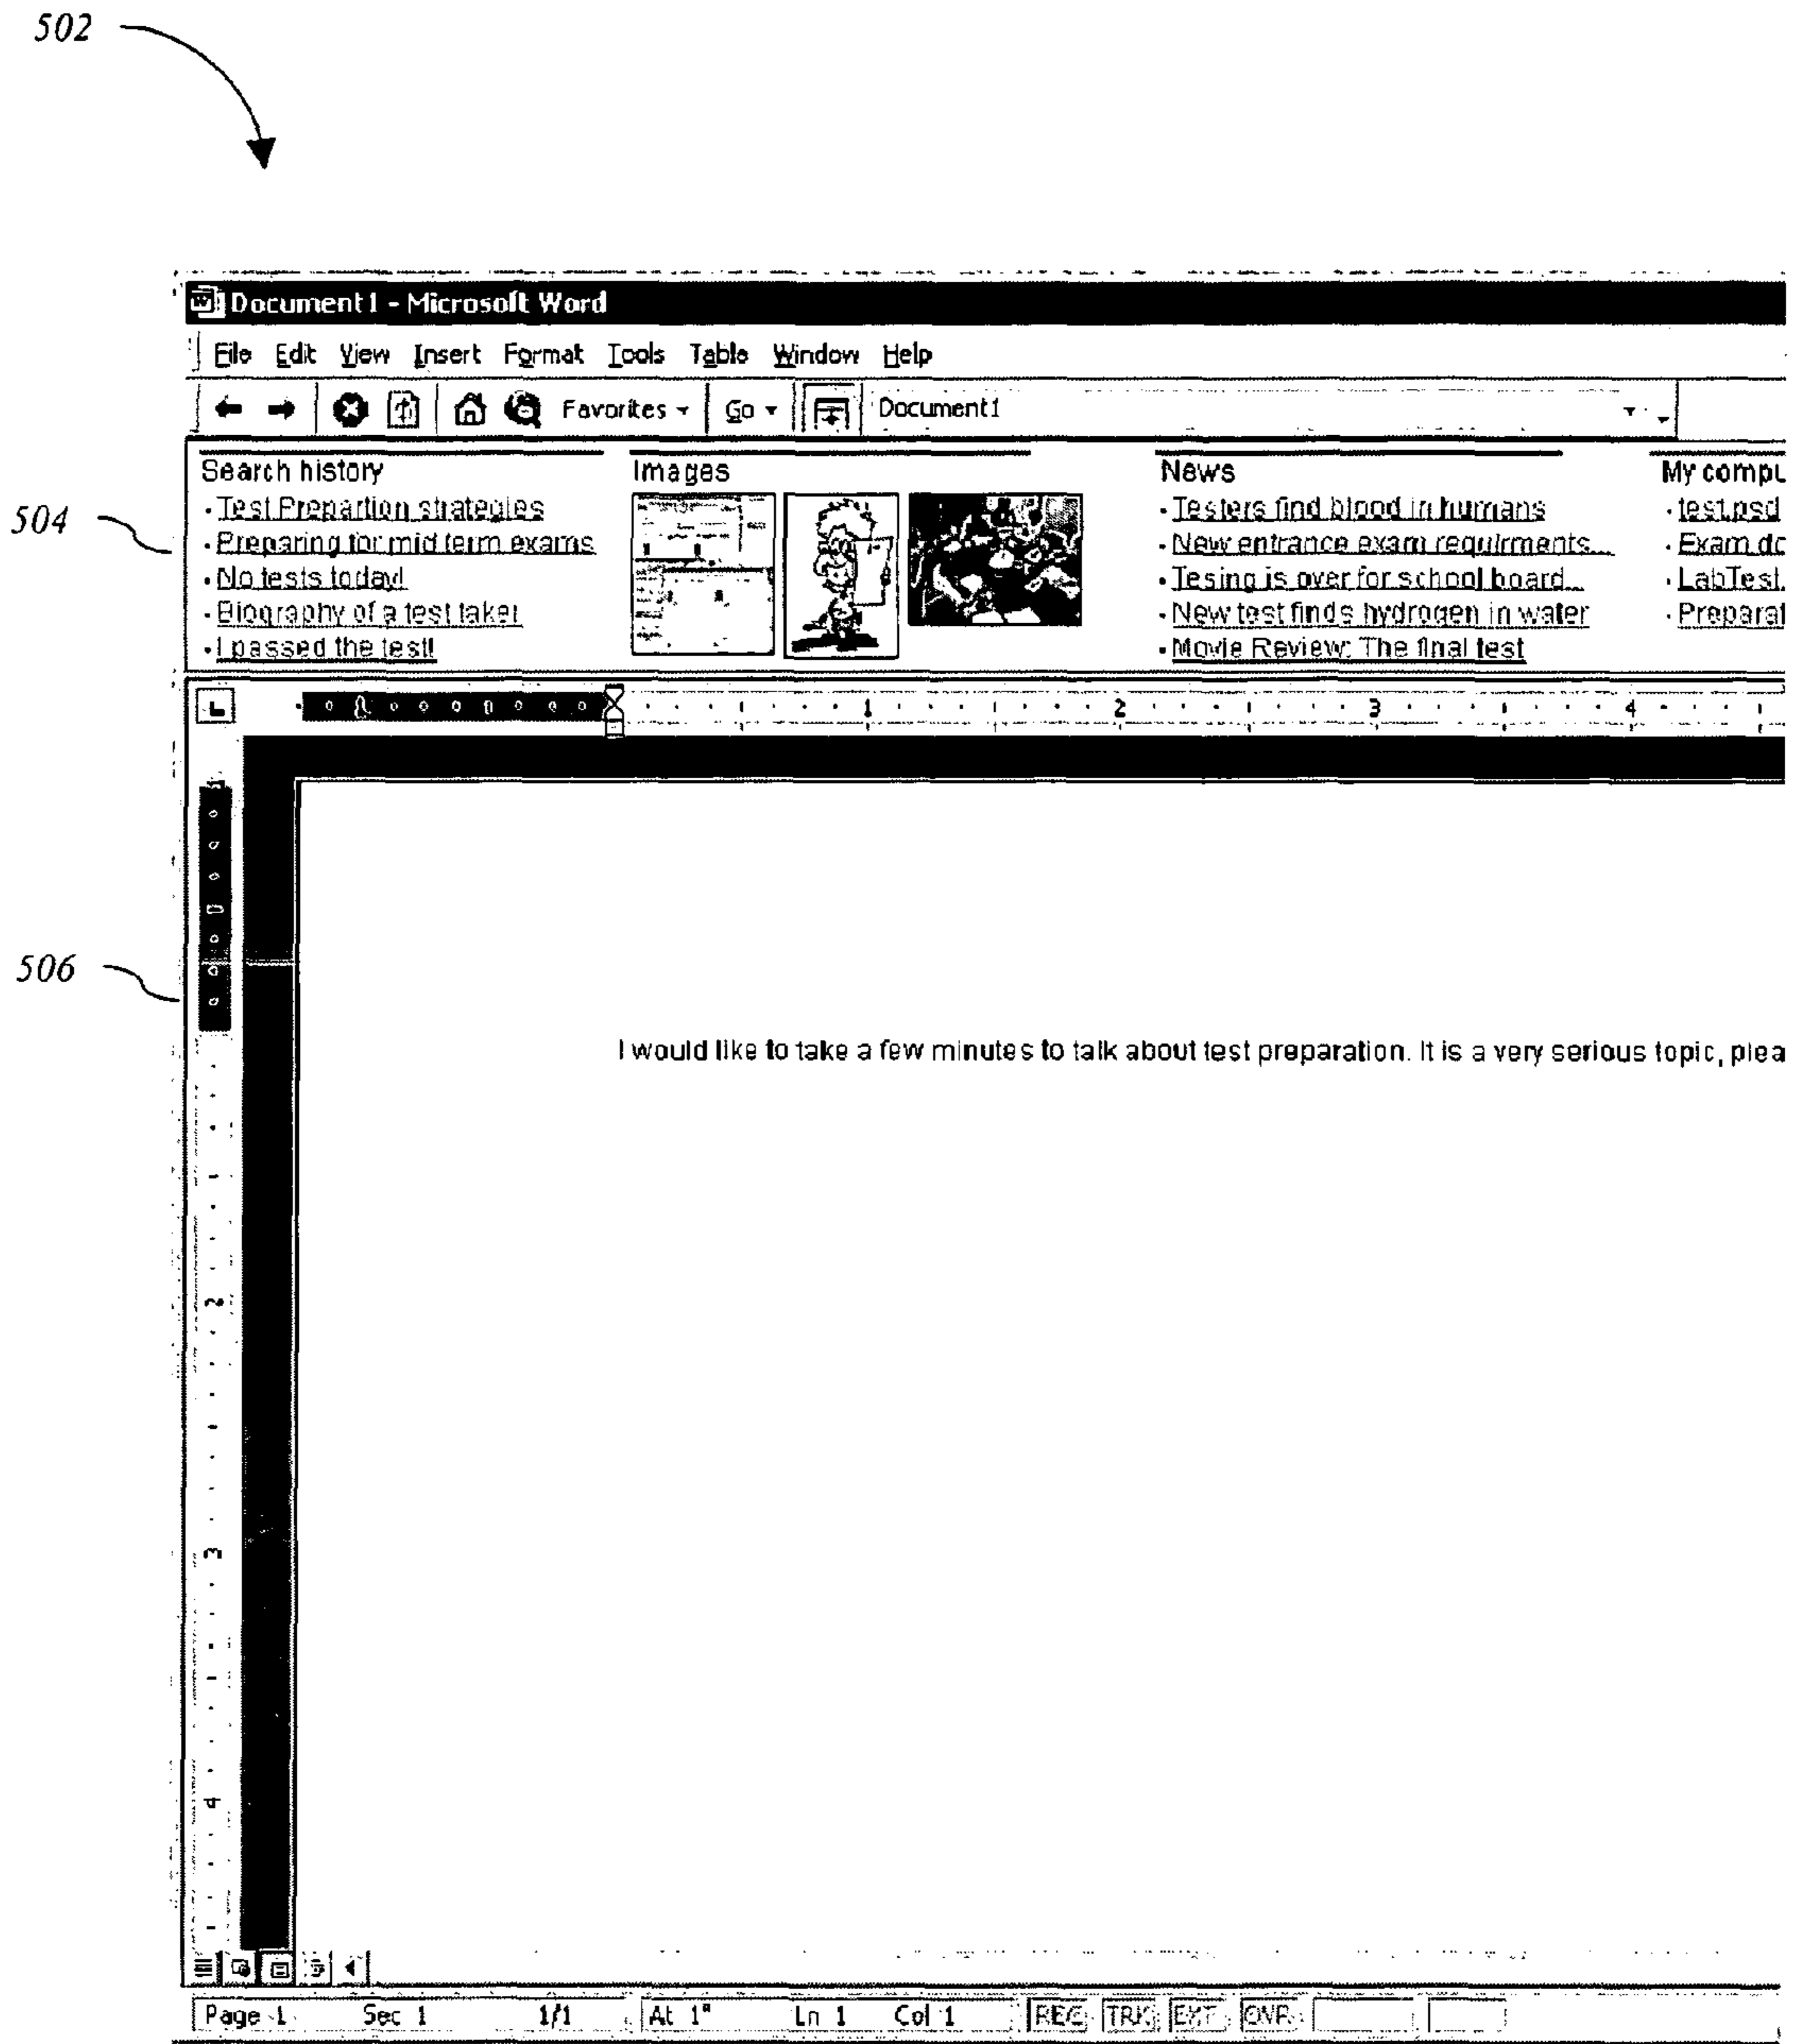 502
Document1 - Microsoft Word
File Edit View Insert Format Tools Table Window Help
Favorites Go Document1
504
Search history
Test Prepartion strategies
Preparing for mid term exams
No tests today!
Biography of a test taker
I passed the test!
Images
News
Testers find blood in humans
New entrance exam requirments...
Tesing is over for school board...
New test finds hydrogen in water
Movie Review: The final test
My compu
test.psd
Exam.dc
LabTest.
Preparat
1 2 3 4
506
I would like to take a few minutes to talk about test preparation. It is a very serious topic, plea
2
3
4
Page 1 Sec 1 1/1 At 1" Ln 1 Col 1 REC TRK EXT OVR